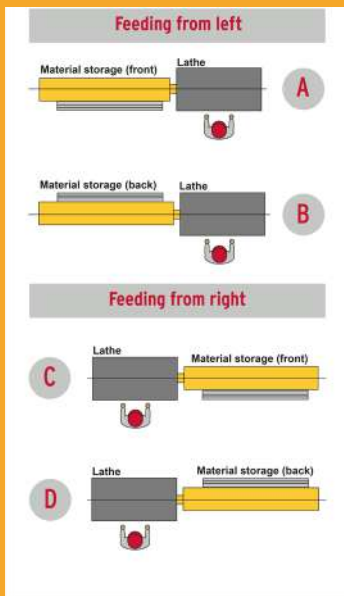 Feeding from left
Material storage (front)
Lathe
A
Material storage (back)
Lathe
B
Feeding from right
Lathe
Material storage (front)
C
Lathe
Material storage (back)
D